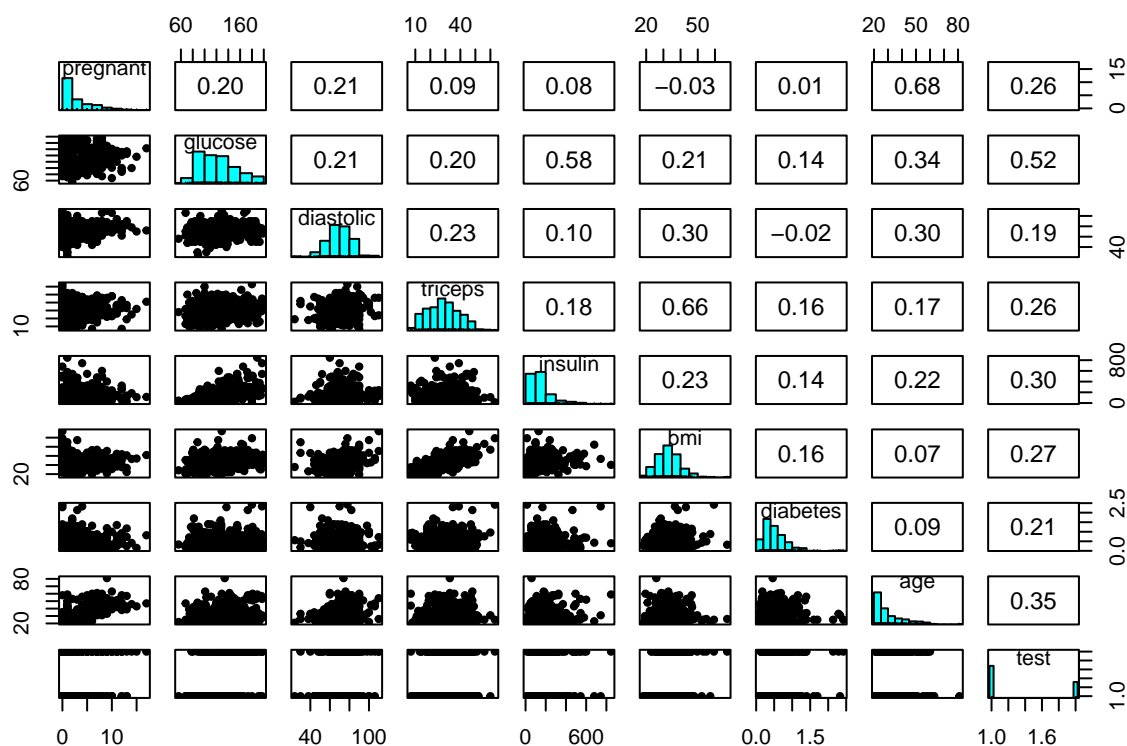 60 160 10 40 20 50 20 40 60 80
pregnant 0.20 0.21 0.09 0.08 −0.03 0.01 0.68 0.26 0 15
60 glucose 0.21 0.20 0.58 0.21 0.14 0.34 0.52
diastolic 0.23 0.10 0.30 −0.02 0.30 0.19 40
10 triceps 0.18 0.66 0.16 0.17 0.26
insulin 0.23 0.14 0.22 0.30 0 800
20 bmi 0.16 0.07 0.27
diabetes 0.09 0.21 0.0 2.5
20 80 age 0.35
test 1.0
0 10 40 100 0 600 0.0 1.5 1.0 1.6